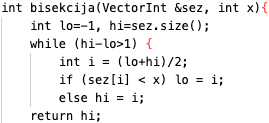 int bisekcija(VectorInt &sez, int x){
    int lo=-1, hi=sez.size();
    while (hi-lo>1) {
        int i = (lo+hi)/2;
        if (sez[i] < x) lo = i;
        else hi = i;
    return hi;